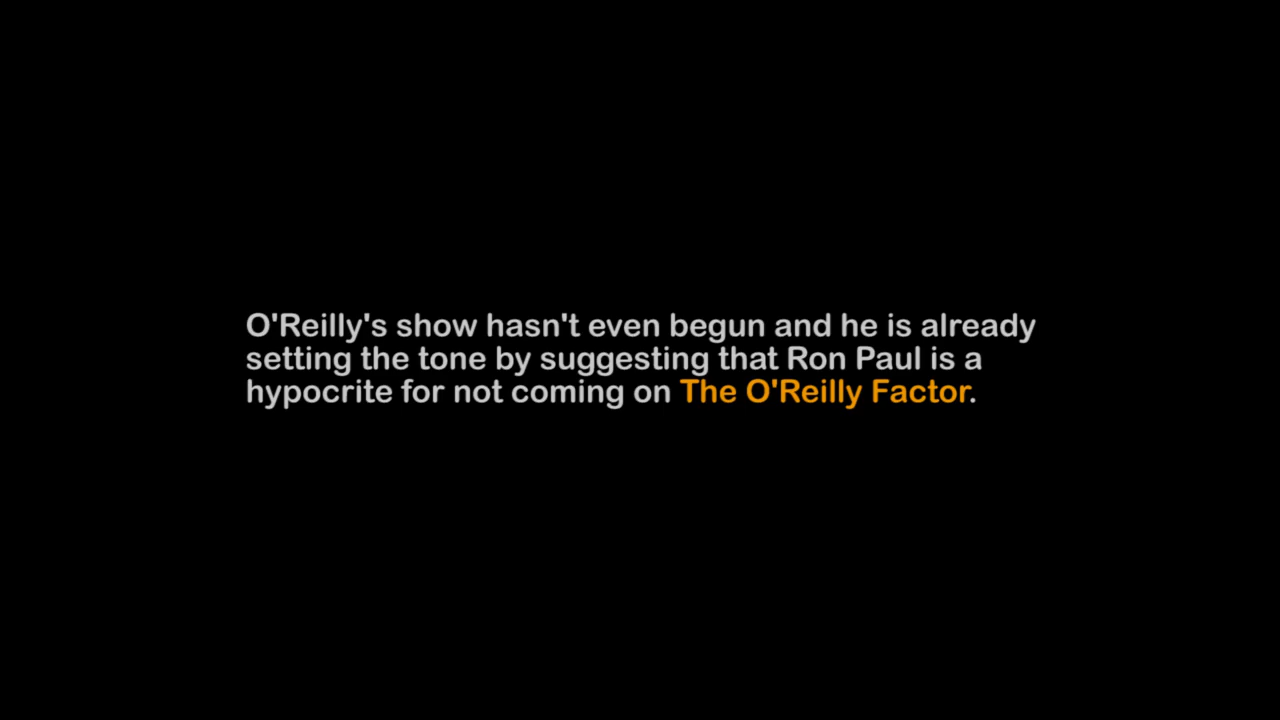 O'Reilly's show hasn't even begun and he is already
setting the tone by suggesting that Ron Paul is a
hypocrite for not coming on The O'Reilly Factor.